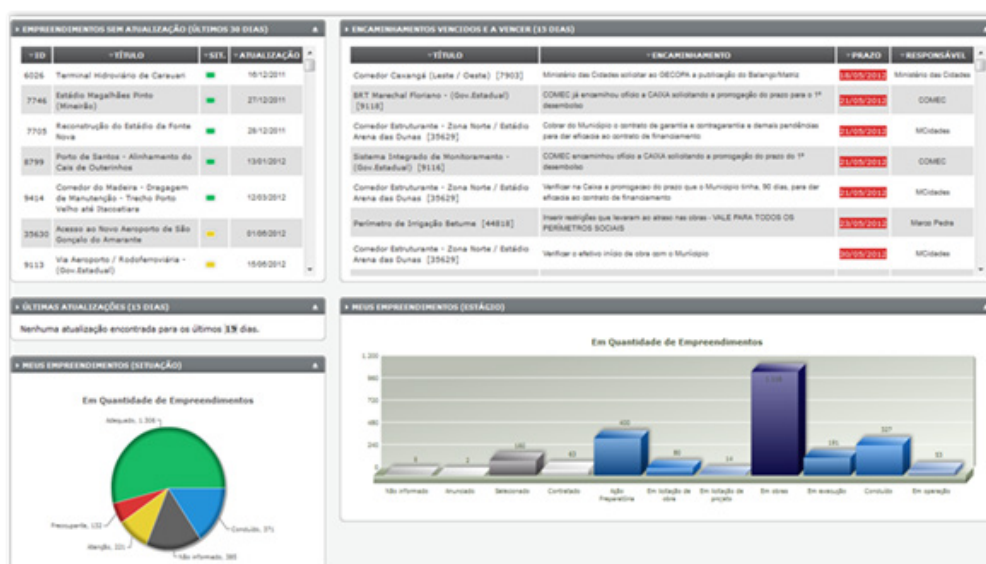 EMPREENDIMENTOS SEM ATUALIZAÇÃO (ÚLTIMOS 30 DIAS)
ID TÍTULO SIT. ATUALIZAÇÃO
6026 Terminal Hidroviário de Carauari 16/12/2011
7746 Estádio Magalhães Pinto
(Mineirão) 27/12/2011
7705 Reconstrução do Estádio da Fonte
Nova 28/12/2011
8799 Porto de Santos - Alinhamento do
Cais de Outerinhos 13/01/2012
9414 Corredor do Madeira - Dragagem
de Manutenção - Trecho Porto
Velho até Itacoatiara 12/03/2012
35630 Acesso ao Novo Aeroporto de São
Gonçalo do Amarante 01/06/2012
9113 Via Aeroporto / Rodoferroviária -
(Gov.Estadual) 15/06/2012
ENCAMINHAMENTOS VENCIDOS E A VENCER (15 DIAS)
TÍTULO ENCAMINHAMENTO PRAZO RESPONSÁVEL
Corredor Caxangá (Leste / Oeste) [7903] Ministério das Cidades solicitar ao GECOPA a publicação do Balanço/Matriz 18/05/2012 Ministério das Cidades
BRT Marechal Floriano - (Gov.Estadual)
[9118] COMEC já encaminhou ofício a CAIXA solicitando a prorrogação do prazo para o 1º
desembolso 21/05/2012 COMEC
Corredor Estruturante - Zona Norte / Estádio
Arena das Dunas [35629] Cobrar do Município o contrato de garantia e contragarantia e demais pendências
para dar eficácia ao contrato de financiamento 21/05/2012 MCidades
Sistema Integrado de Monitoramento -
(Gov.Estadual) [9116] COMEC encaminhou ofício a CAIXA solicitando a prorrogação do prazo do 1º
desembolso 21/05/2012 COMEC
Corredor Estruturante - Zona Norte / Estádio
Arena das Dunas [35629] Verificar na Caixa a prorrogacao do prazo que o Município tinha, 90 dias, para dar
eficacia ao contrato de financiamento 21/05/2012 MCidades
Perímetro de Irrigação Betume [44818] Inserir restrições que levaram ao atraso nas obras - VALE PARA TODOS OS
PERÍMETROS SOCIAIS 23/05/2012 Marco Pedra
Corredor Estruturante - Zona Norte / Estádio
Arena das Dunas [35629] Verificar o efetivo início de obra com o Município 30/05/2012 MCidades
ÚLTIMAS ATUALIZAÇÕES (15 DIAS)
Nenhuma atualização encontrada para os últimos 15 dias.
MEUS EMPREENDIMENTOS (SITUAÇÃO)
Em Quantidade de Empreendimentos
Adequado, 1.308
Preocupante, 132
Atenção, 221
Não informado, 385
Concluído, 371
MEUS EMPREENDIMENTOS (ESTÁGIO)
Em Quantidade de Empreendimentos
1.200
960
720
480
240
0
2 14 90 53
Não informado Anunciado Selecionado Contratado Ação
Preparatória Em licitação de
obra Em licitação de
projeto Em obras Em execução Concluído Em operação